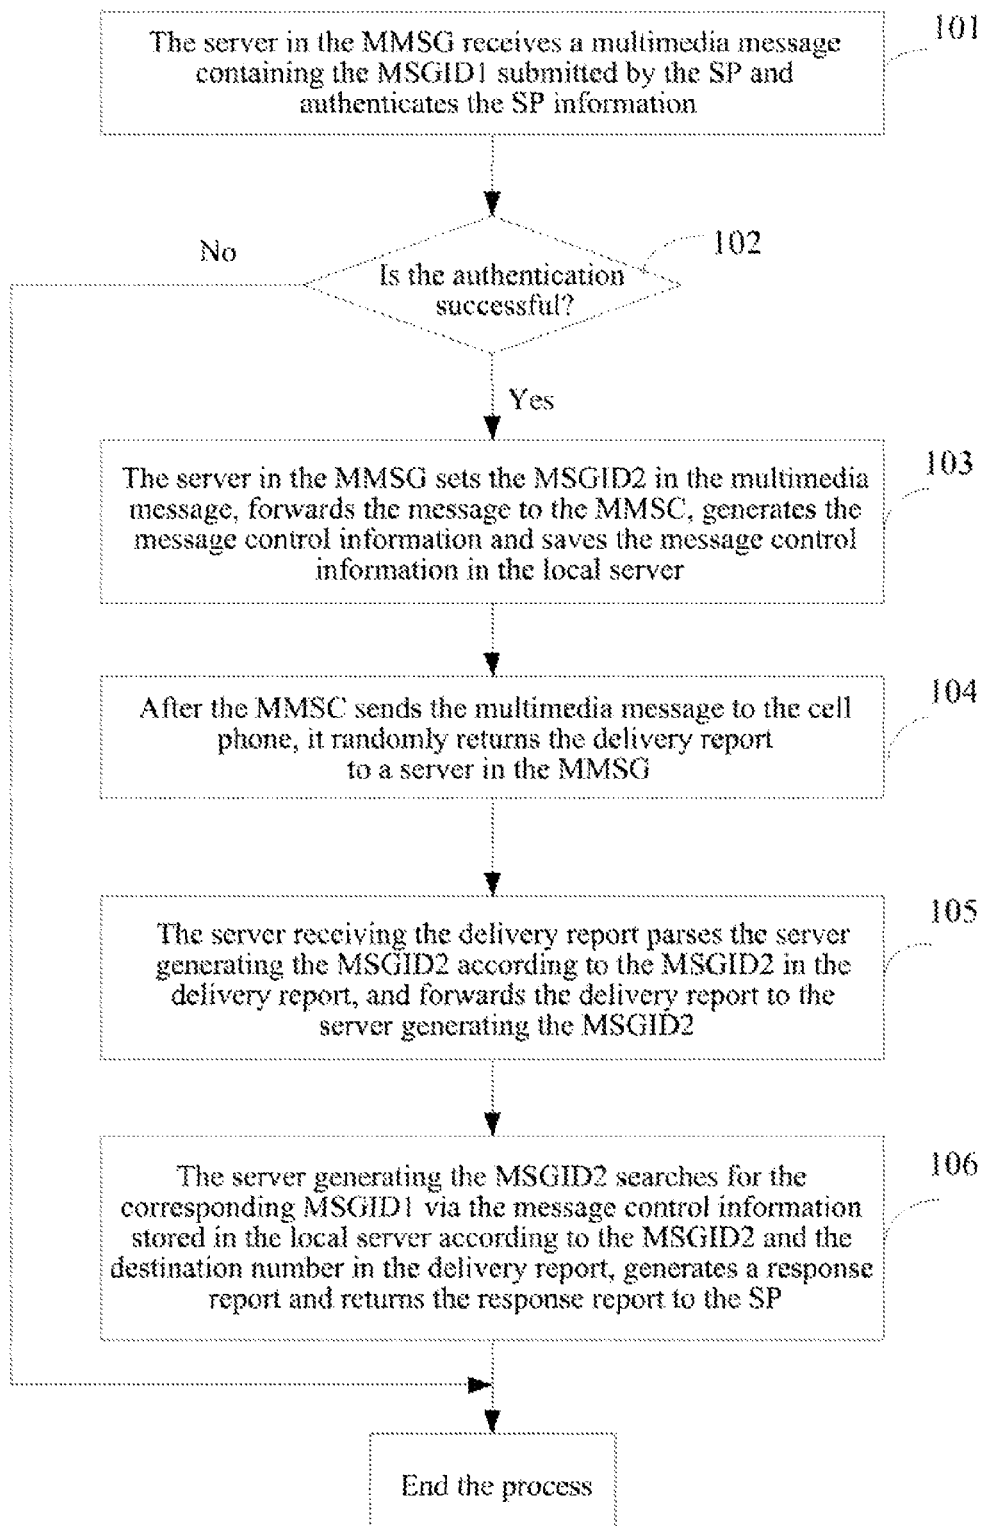 The server in the MMSG receives a multimedia message
containing the MSGID1 submitted by the SP and
authenticates the SP information
101
No
102
Is the authentication
successful?
Yes
The server in the MMSG sets the MSGID2 in the multimedia
message, forwards the message to the MMSC, generates the
message control information and saves the message control
information in the local server
103
After the MMSC sends the multimedia message to the cell
phone, it randomly returns the delivery report
to a server in the MMSG
104
The server receiving the delivery report parses the server
generating the MSGID2 according to the MSGID2 in the
delivery report, and forwards the delivery report to the
server generating the MSGID2
105
The server generating the MSGID2 searches for the
corresponding MSGID1 via the message control information
stored in the local server according to the MSGID2 and the
destination number in the delivery report, generates a response
report and returns the response report to the SP
106
End the process